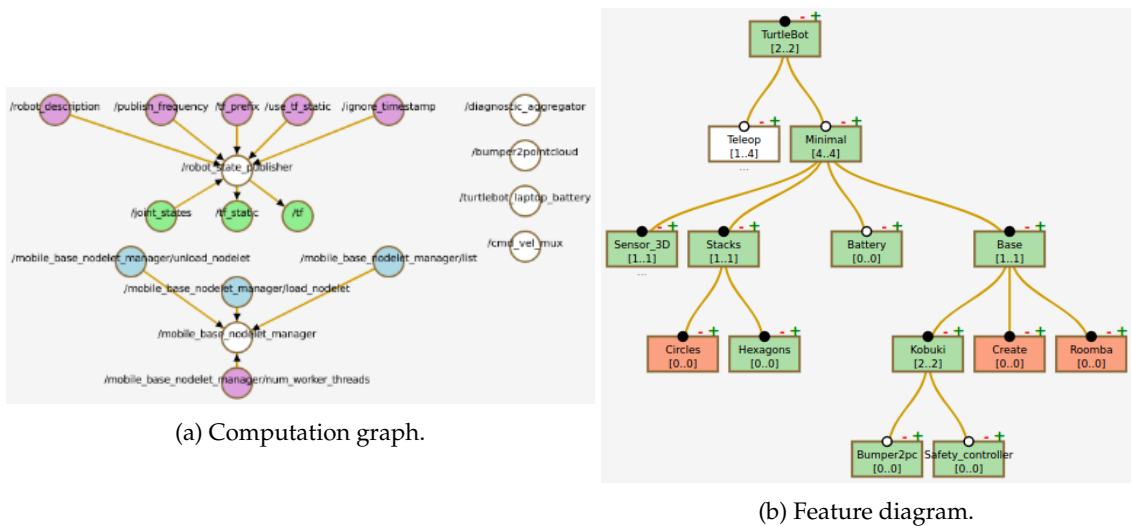 /robot_description
/publish_frequency
/tf_prefix
/use_tf_static
/ignore_timestamp
/diagnostic_aggregator
/robot_state_publisher
/bumper2pointcloud
/joint_states
/tf_static
/tf
/turtlebot_laptop_battery
/cmd_vel_mux
/mobile_base_nodelet_manager/unload_nodelet
/mobile_base_nodelet_manager/list
/mobile_base_nodelet_manager/load_nodelet
/mobile_base_nodelet_manager
/mobile_base_nodelet_manager/num_worker_threads
(a) Computation graph.
- +
TurtleBot
[2..2]
- +
Teleop
[1..4]
...
- +
Minimal
[4..4]
- +
Sensor_3D
[1..1]
...
- +
Stacks
[1..1]
- +
Battery
[0..0]
- +
Base
[1..1]
- +
Circles
[0..0]
- +
Hexagons
[0..0]
- +
Kobuki
[2..2]
- +
Create
[0..0]
- +
Roomba
[0..0]
- +
Bumper2pc
[0..0]
- +
Safety_controller
[0..0]
(b) Feature diagram.